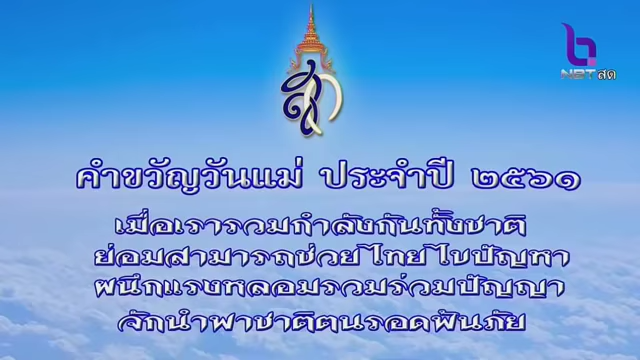 NBT สด
คำขวัญวันแม่ ประจำปี ๒๕๖๑
เมื่อเรารวมกำลังกันทั้งชาติ
ย่อมสามารถช่วยไทยไขปัญหา
ผนึกแรงหลอมรวมร่วมปัญญา
จักนำพาชาติตนรอดพ้นภัย